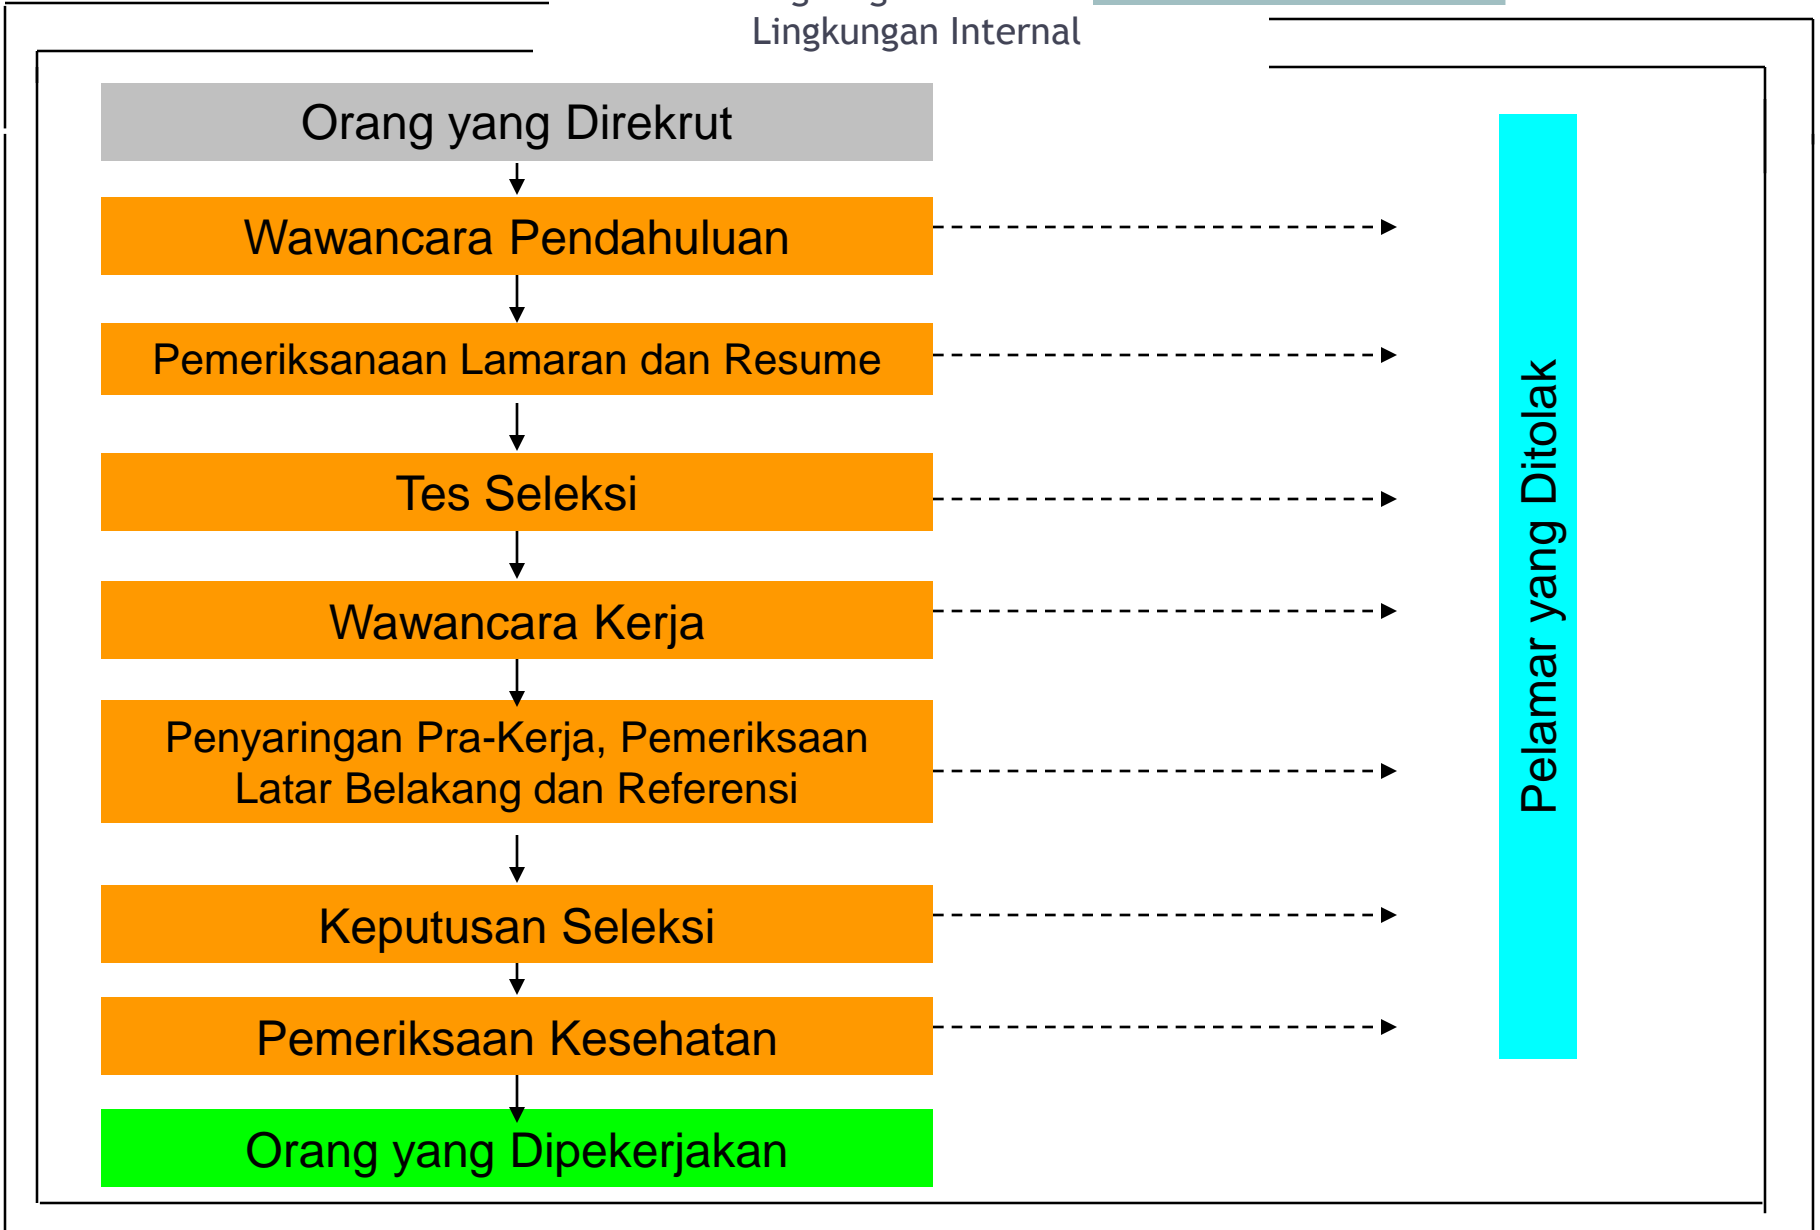 Lingkungan Internal
Orang yang Direkrut
Wawancara Pendahuluan
Pemeriksanaan Lamaran dan Resume
Tes Seleksi
Wawancara Kerja
Penyaringan Pra-Kerja, Pemeriksaan
Latar Belakang dan Referensi
Keputusan Seleksi
Pemeriksaan Kesehatan
Orang yang Dipekerjakan
Pelamar yang Ditolak